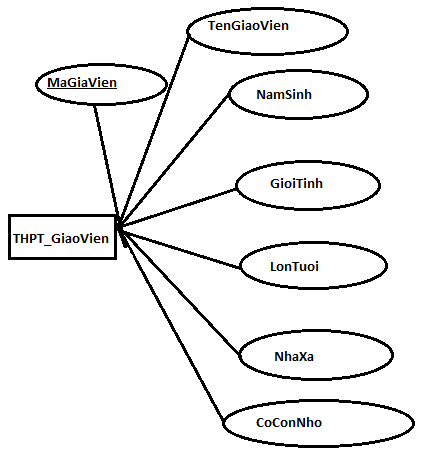 TenGiaoVien
MaGiaVien
NamSinh
GioiTinh
THPT_GiaoVien
LonTuoi
NhaXa
CoConNho